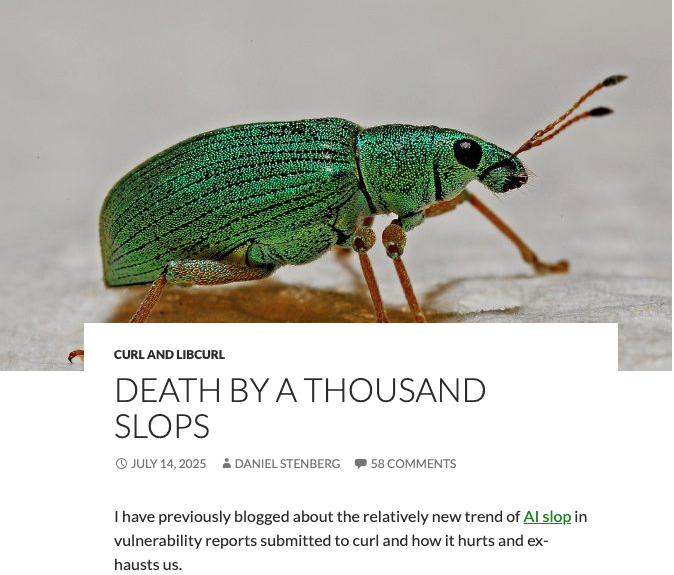 CURL AND LIBCURL
DEATH BY A THOUSAND
SLOPS
JULY 14, 2025 DANIEL STENBERG 58 COMMENTS
I have previously blogged about the relatively new trend of AI slop in
vulnerability reports submitted to curl and how it hurts and ex-
hausts us.